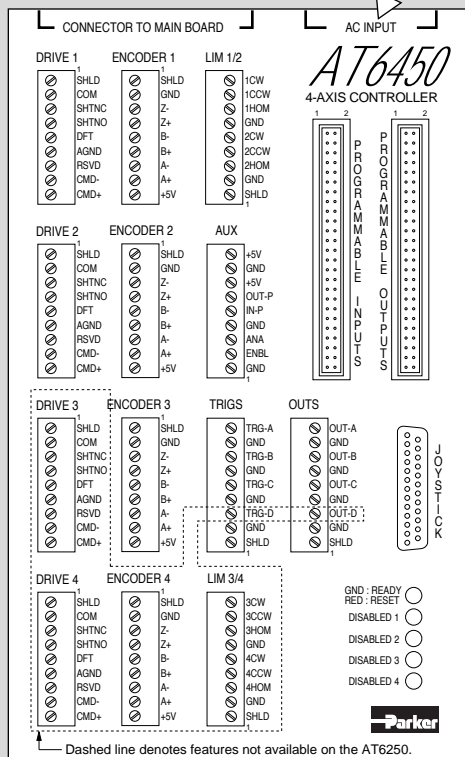 CONNECTOR TO MAIN BOARD
AC INPUT
AT6450
4-AXIS CONTROLLER
DRIVE 1
1
SHLD
COM
SHTNC
SHTNO
DFT
AGND
RSVD
CMD-
CMD+
ENCODER 1
1
SHLD
GND
Z-
Z+
B-
B+
A-
A+
+5V
LIM 1/2
1CW
1CCW
1HOM
GND
2CW
2CCW
2HOM
GND
SHLD
1
1 2
PROGRAMMABLE INPUTS
1 2
PROGRAMMABLE OUTPUTS
DRIVE 2
1
SHLD
COM
SHTNC
SHTNO
DFT
AGND
RSVD
CMD-
CMD+
ENCODER 2
1
SHLD
GND
Z-
Z+
B-
B+
A-
A+
+5V
AUX
+5V
GND
+5V
OUT-P
IN-P
GND
ANA
ENBL
GND
1
DRIVE 3
1
SHLD
COM
SHTNC
SHTNO
DFT
AGND
RSVD
CMD-
CMD+
ENCODER 3
1
SHLD
GND
Z-
Z+
B-
B+
A-
A+
+5V
TRIGS
TRG-A
GND
TRG-B
GND
TRG-C
GND
TRG-D
GND
SHLD
1
OUTS
OUT-A
GND
OUT-B
GND
OUT-C
GND
OUT-D
GND
SHLD
1
JOYSTICK
DRIVE 4
1
SHLD
COM
SHTNC
SHTNO
DFT
AGND
RSVD
CMD-
CMD+
ENCODER 4
1
SHLD
GND
Z-
Z+
B-
B+
A-
A+
+5V
LIM 3/4
3CW
3CCW
3HOM
GND
4CW
4CCW
4HOM
GND
SHLD
1
GND : READY
RED : RESET
DISABLED 1
DISABLED 2
DISABLED 3
DISABLED 4
Parker
Dashed line denotes features not available on the AT6250.